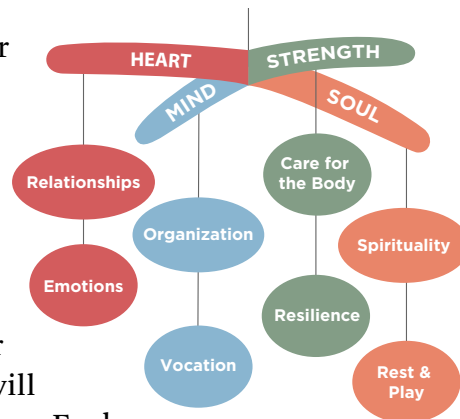 HEART
STRENGTH
MIND
SOUL
Relationships
Emotions
Organization
Vocation
Care for
the Body
Resilience
Spirituality
Rest &
Play